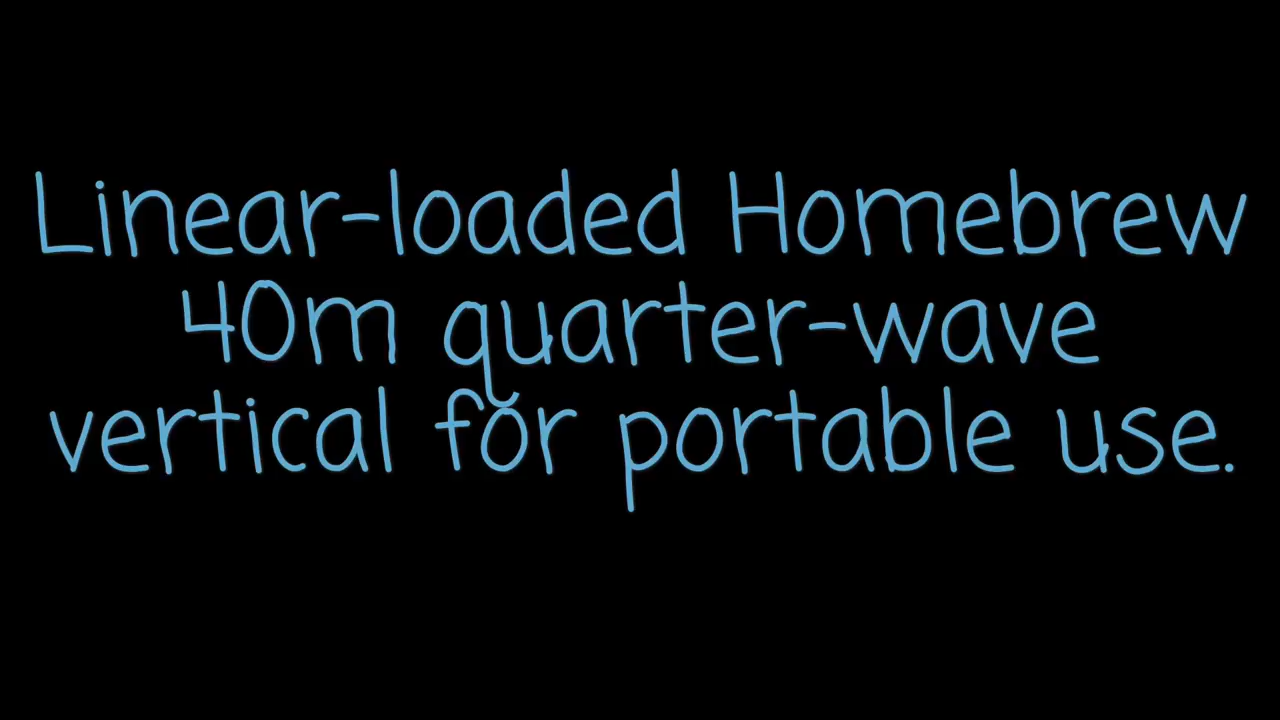 Linear-loaded Homebrew
40m quarter-wave
vertical for portable use.